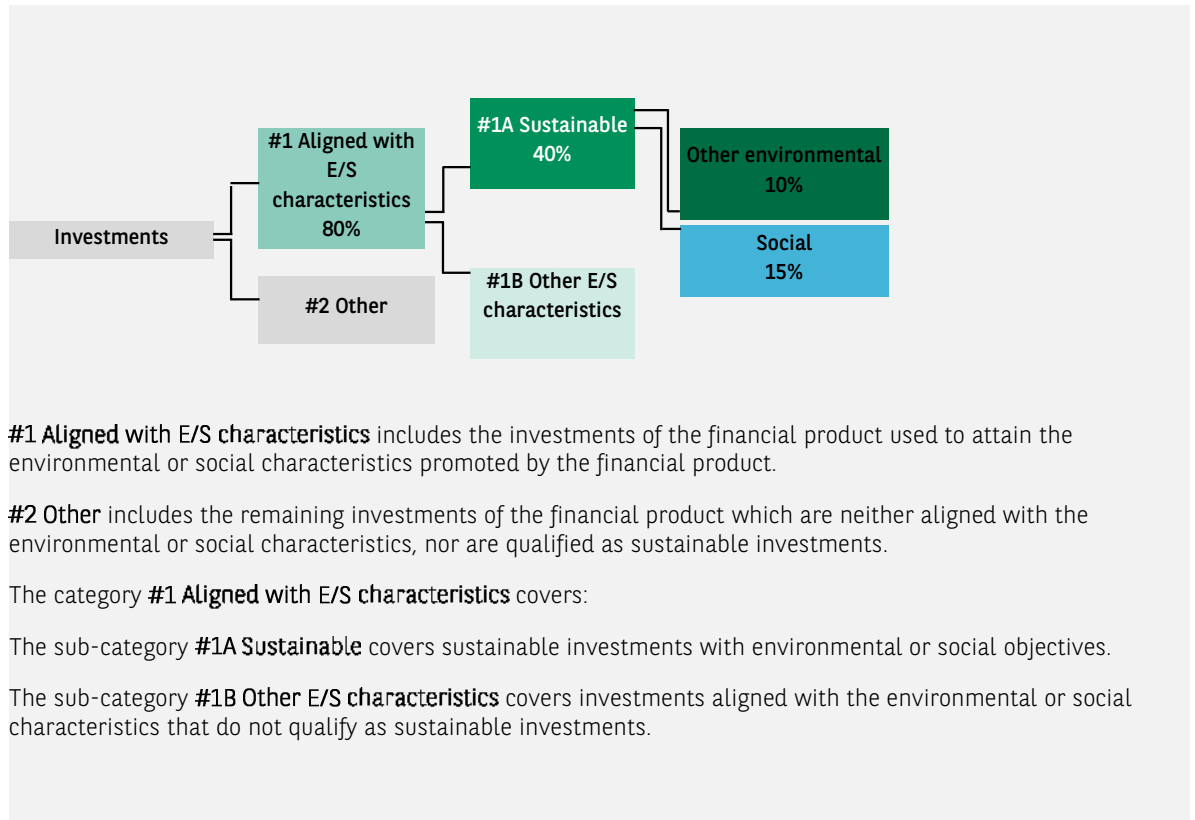 #1A Sustainable
40%
#1 Aligned with
E/S
characteristics
80%
Other environmental
10%
Investments
Social
15%
#1B Other E/S
characteristics
#2 Other
#1 Aligned with E/S characteristics includes the investments of the financial product used to attain the
environmental or social characteristics promoted by the financial product.
#2 Other includes the remaining investments of the financial product which are neither aligned with the
environmental or social characteristics, nor are qualified as sustainable investments.
The category #1 Aligned with E/S characteristics covers:
The sub-category #1A Sustainable covers sustainable investments with environmental or social objectives.
The sub-category #1B Other E/S characteristics covers investments aligned with the environmental or social
characteristics that do not qualify as sustainable investments.